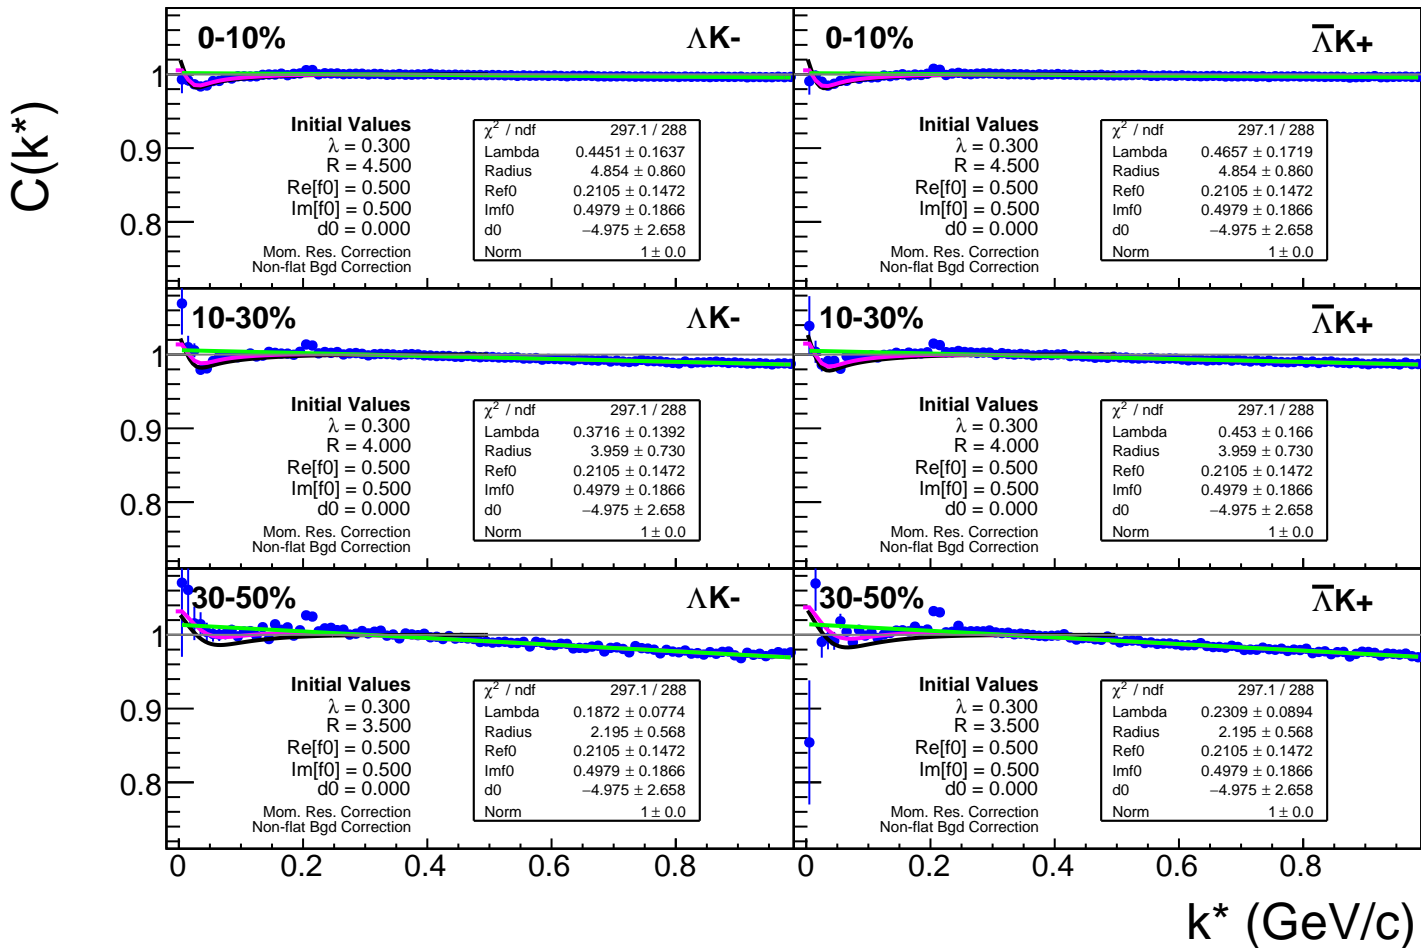 C(k*)
0-10%
ΛK-
1
0.9
0.8
Initial Values
λ = 0.300
R = 4.500
Re[f0] = 0.500
Im[f0] = 0.500
d0 = 0.000
Mom. Res. Correction
Non-flat Bgd Correction
χ² / ndf 297.1 / 288
Lambda 0.4451 ± 0.1637
Radius 4.854 ± 0.860
Ref0 0.2105 ± 0.1472
Imf0 0.4979 ± 0.1866
d0 −4.975 ± 2.658
Norm 1 ± 0.0
0-10%
Λ̅K+
Initial Values
λ = 0.300
R = 4.500
Re[f0] = 0.500
Im[f0] = 0.500
d0 = 0.000
Mom. Res. Correction
Non-flat Bgd Correction
χ² / ndf 297.1 / 288
Lambda 0.4657 ± 0.1719
Radius 4.854 ± 0.860
Ref0 0.2105 ± 0.1472
Imf0 0.4979 ± 0.1866
d0 −4.975 ± 2.658
Norm 1 ± 0.0
10-30%
ΛK-
1
0.9
0.8
Initial Values
λ = 0.300
R = 4.000
Re[f0] = 0.500
Im[f0] = 0.500
d0 = 0.000
Mom. Res. Correction
Non-flat Bgd Correction
χ² / ndf 297.1 / 288
Lambda 0.3716 ± 0.1392
Radius 3.959 ± 0.730
Ref0 0.2105 ± 0.1472
Imf0 0.4979 ± 0.1866
d0 −4.975 ± 2.658
Norm 1 ± 0.0
10-30%
Λ̅K+
Initial Values
λ = 0.300
R = 4.000
Re[f0] = 0.500
Im[f0] = 0.500
d0 = 0.000
Mom. Res. Correction
Non-flat Bgd Correction
χ² / ndf 297.1 / 288
Lambda 0.453 ± 0.166
Radius 3.959 ± 0.730
Ref0 0.2105 ± 0.1472
Imf0 0.4979 ± 0.1866
d0 −4.975 ± 2.658
Norm 1 ± 0.0
30-50%
ΛK-
1
0.9
0.8
Initial Values
λ = 0.300
R = 3.500
Re[f0] = 0.500
Im[f0] = 0.500
d0 = 0.000
Mom. Res. Correction
Non-flat Bgd Correction
χ² / ndf 297.1 / 288
Lambda 0.1872 ± 0.0774
Radius 2.195 ± 0.568
Ref0 0.2105 ± 0.1472
Imf0 0.4979 ± 0.1866
d0 −4.975 ± 2.658
Norm 1 ± 0.0
30-50%
Λ̅K+
Initial Values
λ = 0.300
R = 3.500
Re[f0] = 0.500
Im[f0] = 0.500
d0 = 0.000
Mom. Res. Correction
Non-flat Bgd Correction
χ² / ndf 297.1 / 288
Lambda 0.2309 ± 0.0894
Radius 2.195 ± 0.568
Ref0 0.2105 ± 0.1472
Imf0 0.4979 ± 0.1866
d0 −4.975 ± 2.658
Norm 1 ± 0.0
0 0.2 0.4 0.6 0.8
0 0.2 0.4 0.6 0.8
k* (GeV/c)